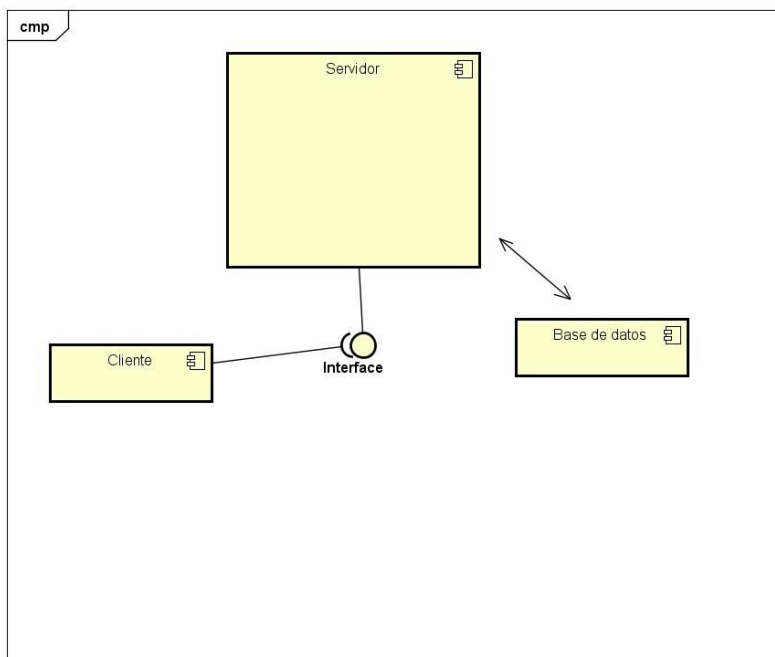 cmp
Servidor
Base de datos
Cliente
Interface